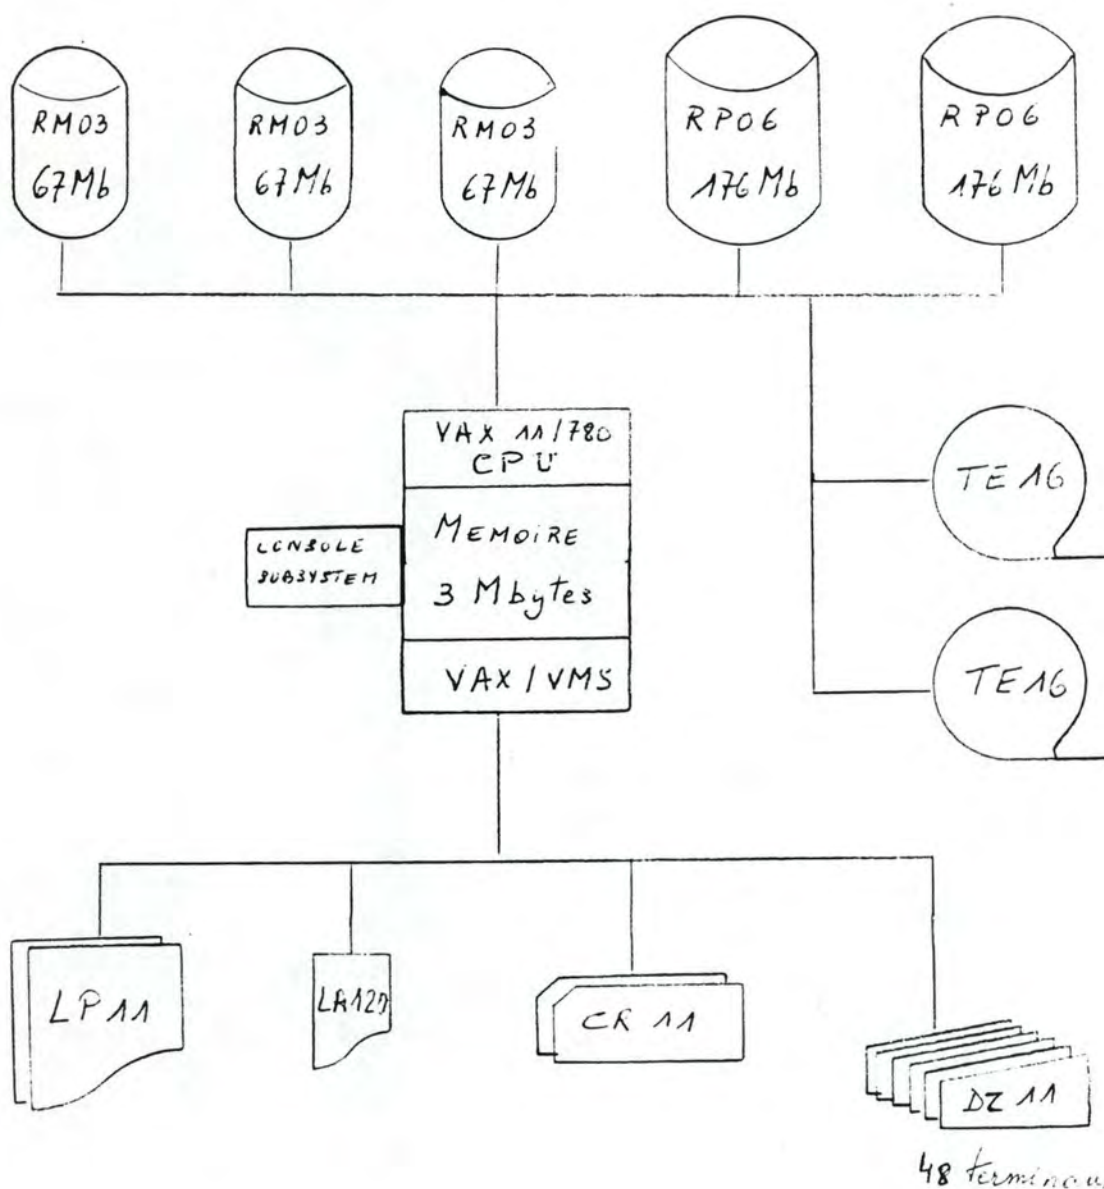 RM03
67Mb
RM03
67Mb
RM03
67Mb
RP06
176 Mb
RP06
176 Mb
VAX 11/780
CPU
MEMOIRE
3 Mbytes
VAX / VMS
CONSOLE
SUBSYSTEM
TE16
TE16
LP11
LA120
CR 11
DZ 11
48 terminaux